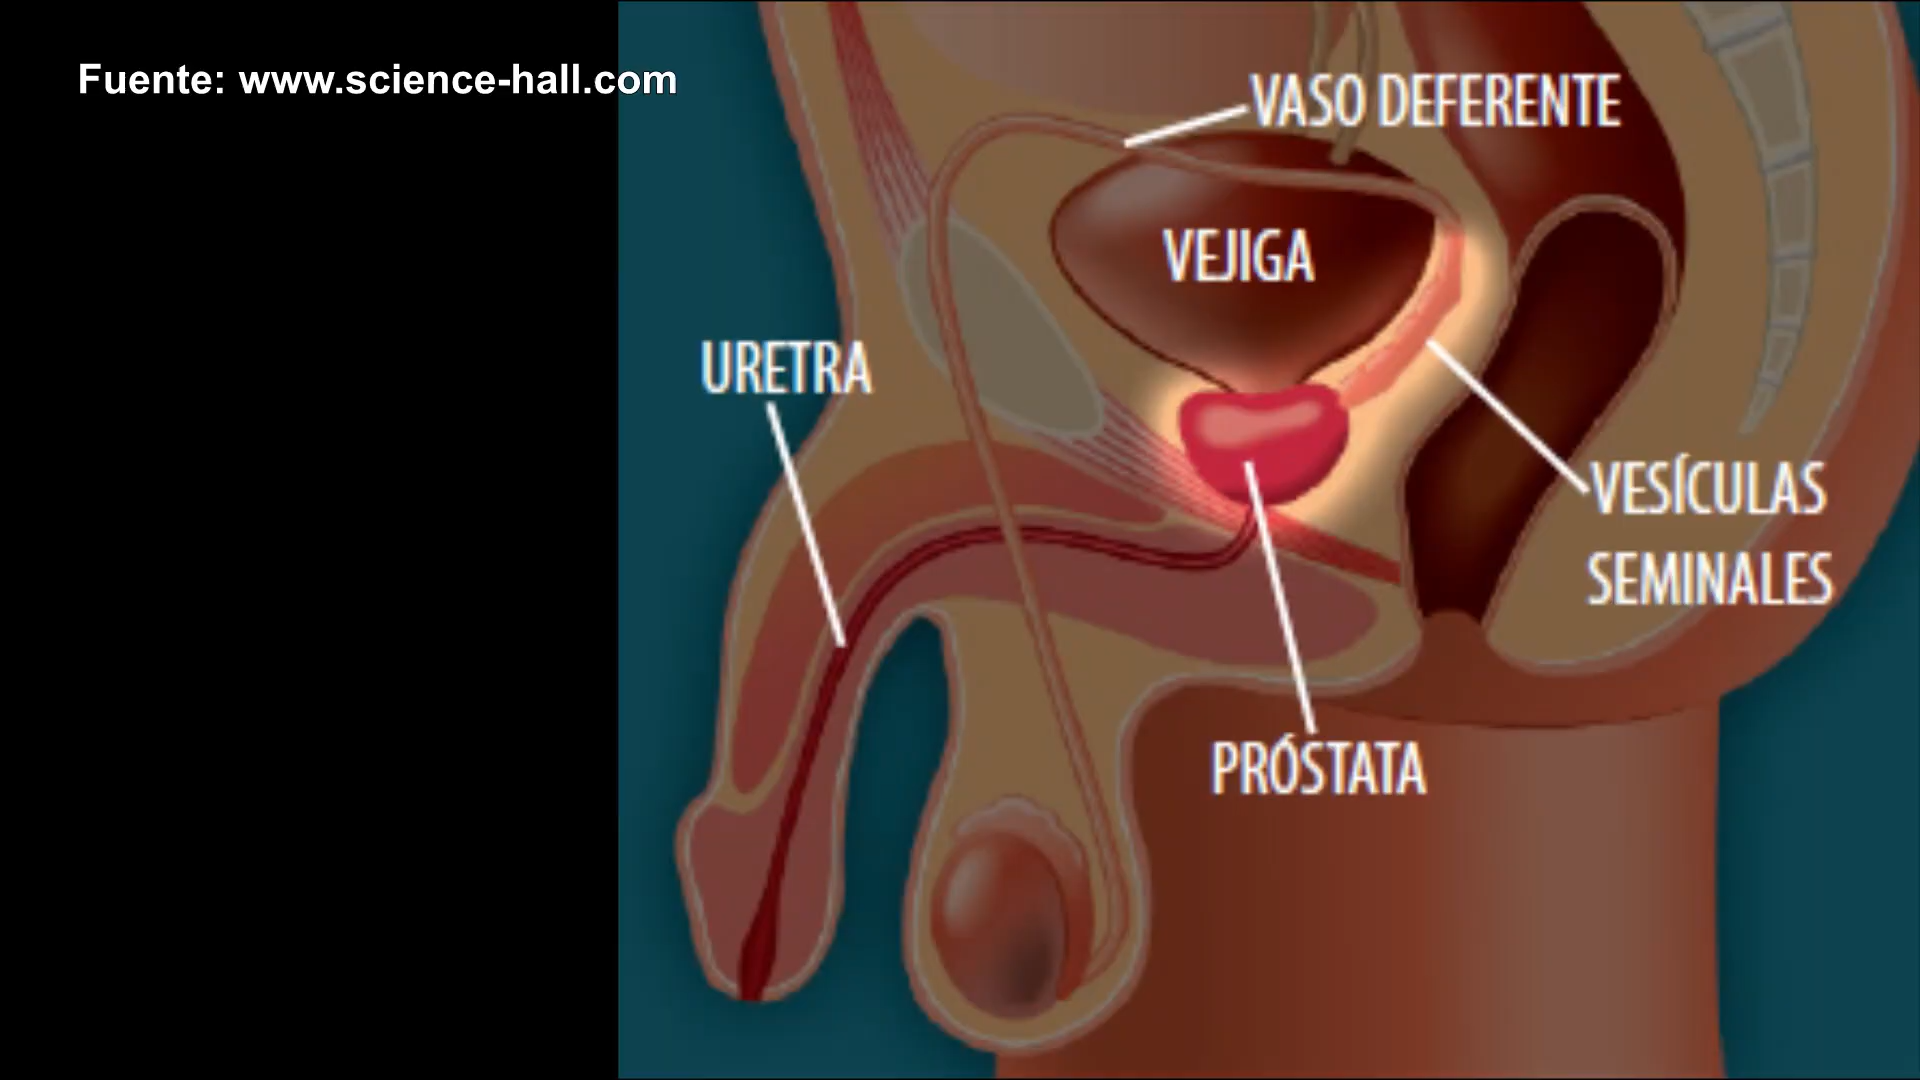 Fuente: www.science-hall.com
VASO DEFERENTE
VEJIGA
URETRA
VESÍCULAS
SEMINALES
PRÓSTATA